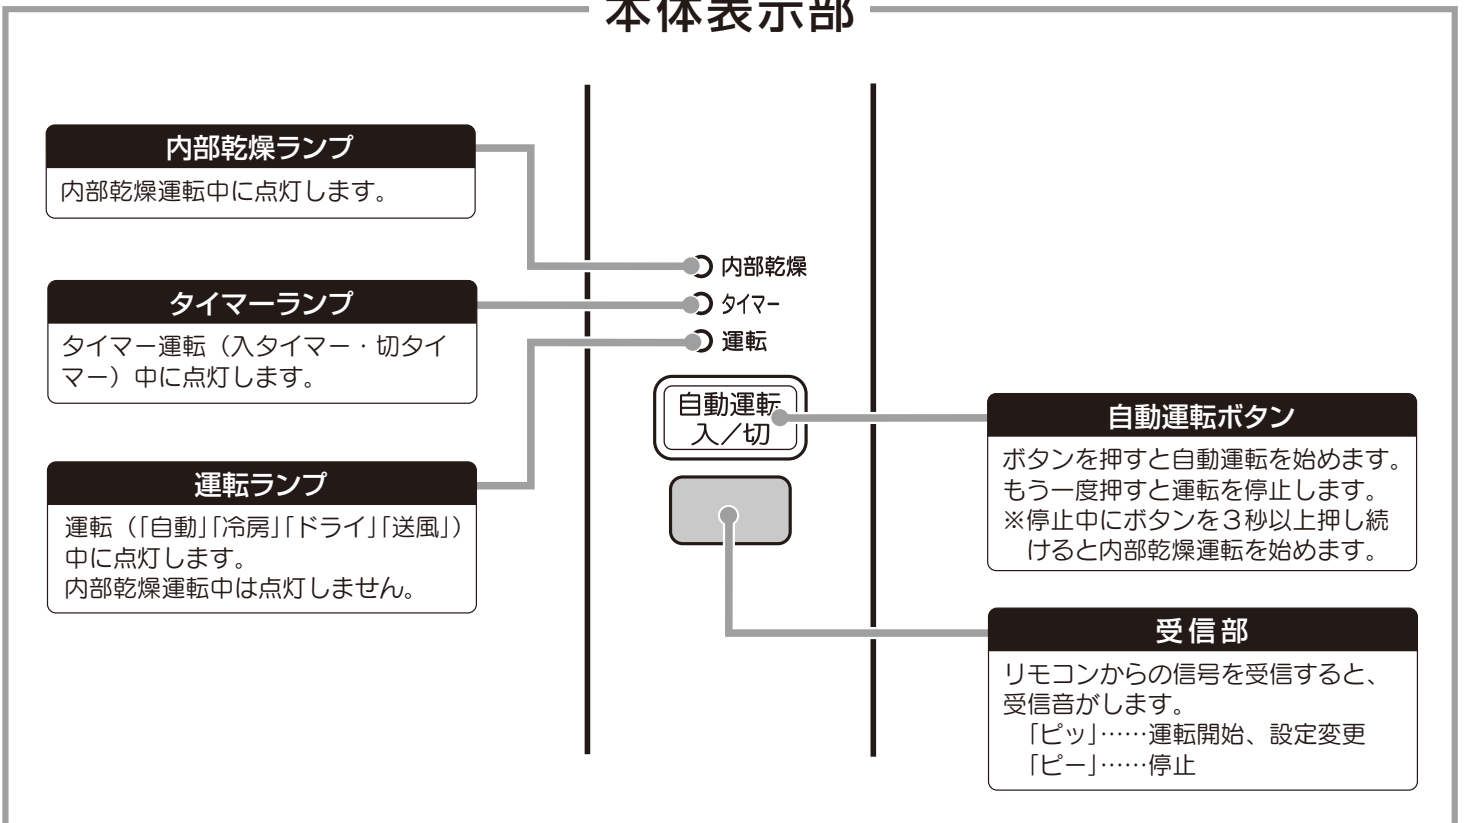 本体表示部
内部乾燥ランプ
内部乾燥運転中に点灯します。
タイマーランプ
タイマー運転（入タイマー・切タイ
マー）中に点灯します。
運転ランプ
運転（「自動」「冷房」「ドライ」「送風」）
中に点灯します。
内部乾燥運転中は点灯しません。
内部乾燥
タイマー
運転
自動運転
入／切
自動運転ボタン
ボタンを押すと自動運転を始めます。
もう一度押すと運転を停止します。
※停止中にボタンを３秒以上押し続
けると内部乾燥運転を始めます。
受信部
リモコンからの信号を受信すると、
受信音がします。
「ピッ」……運転開始、設定変更
「ピー」……停止